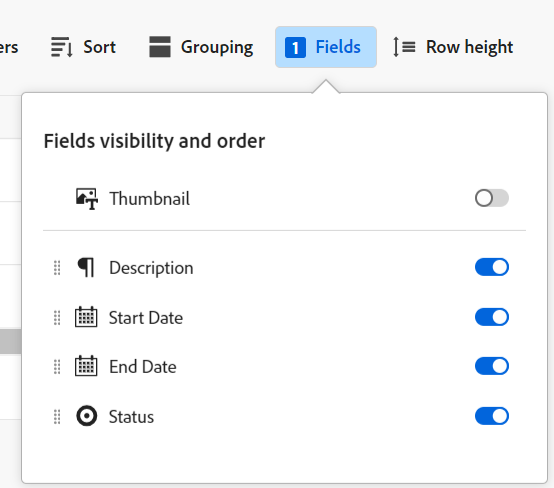 ers Sort Grouping 1 Fields Row height
Fields visibility and order
Thumbnail
Description
Start Date
End Date
Status